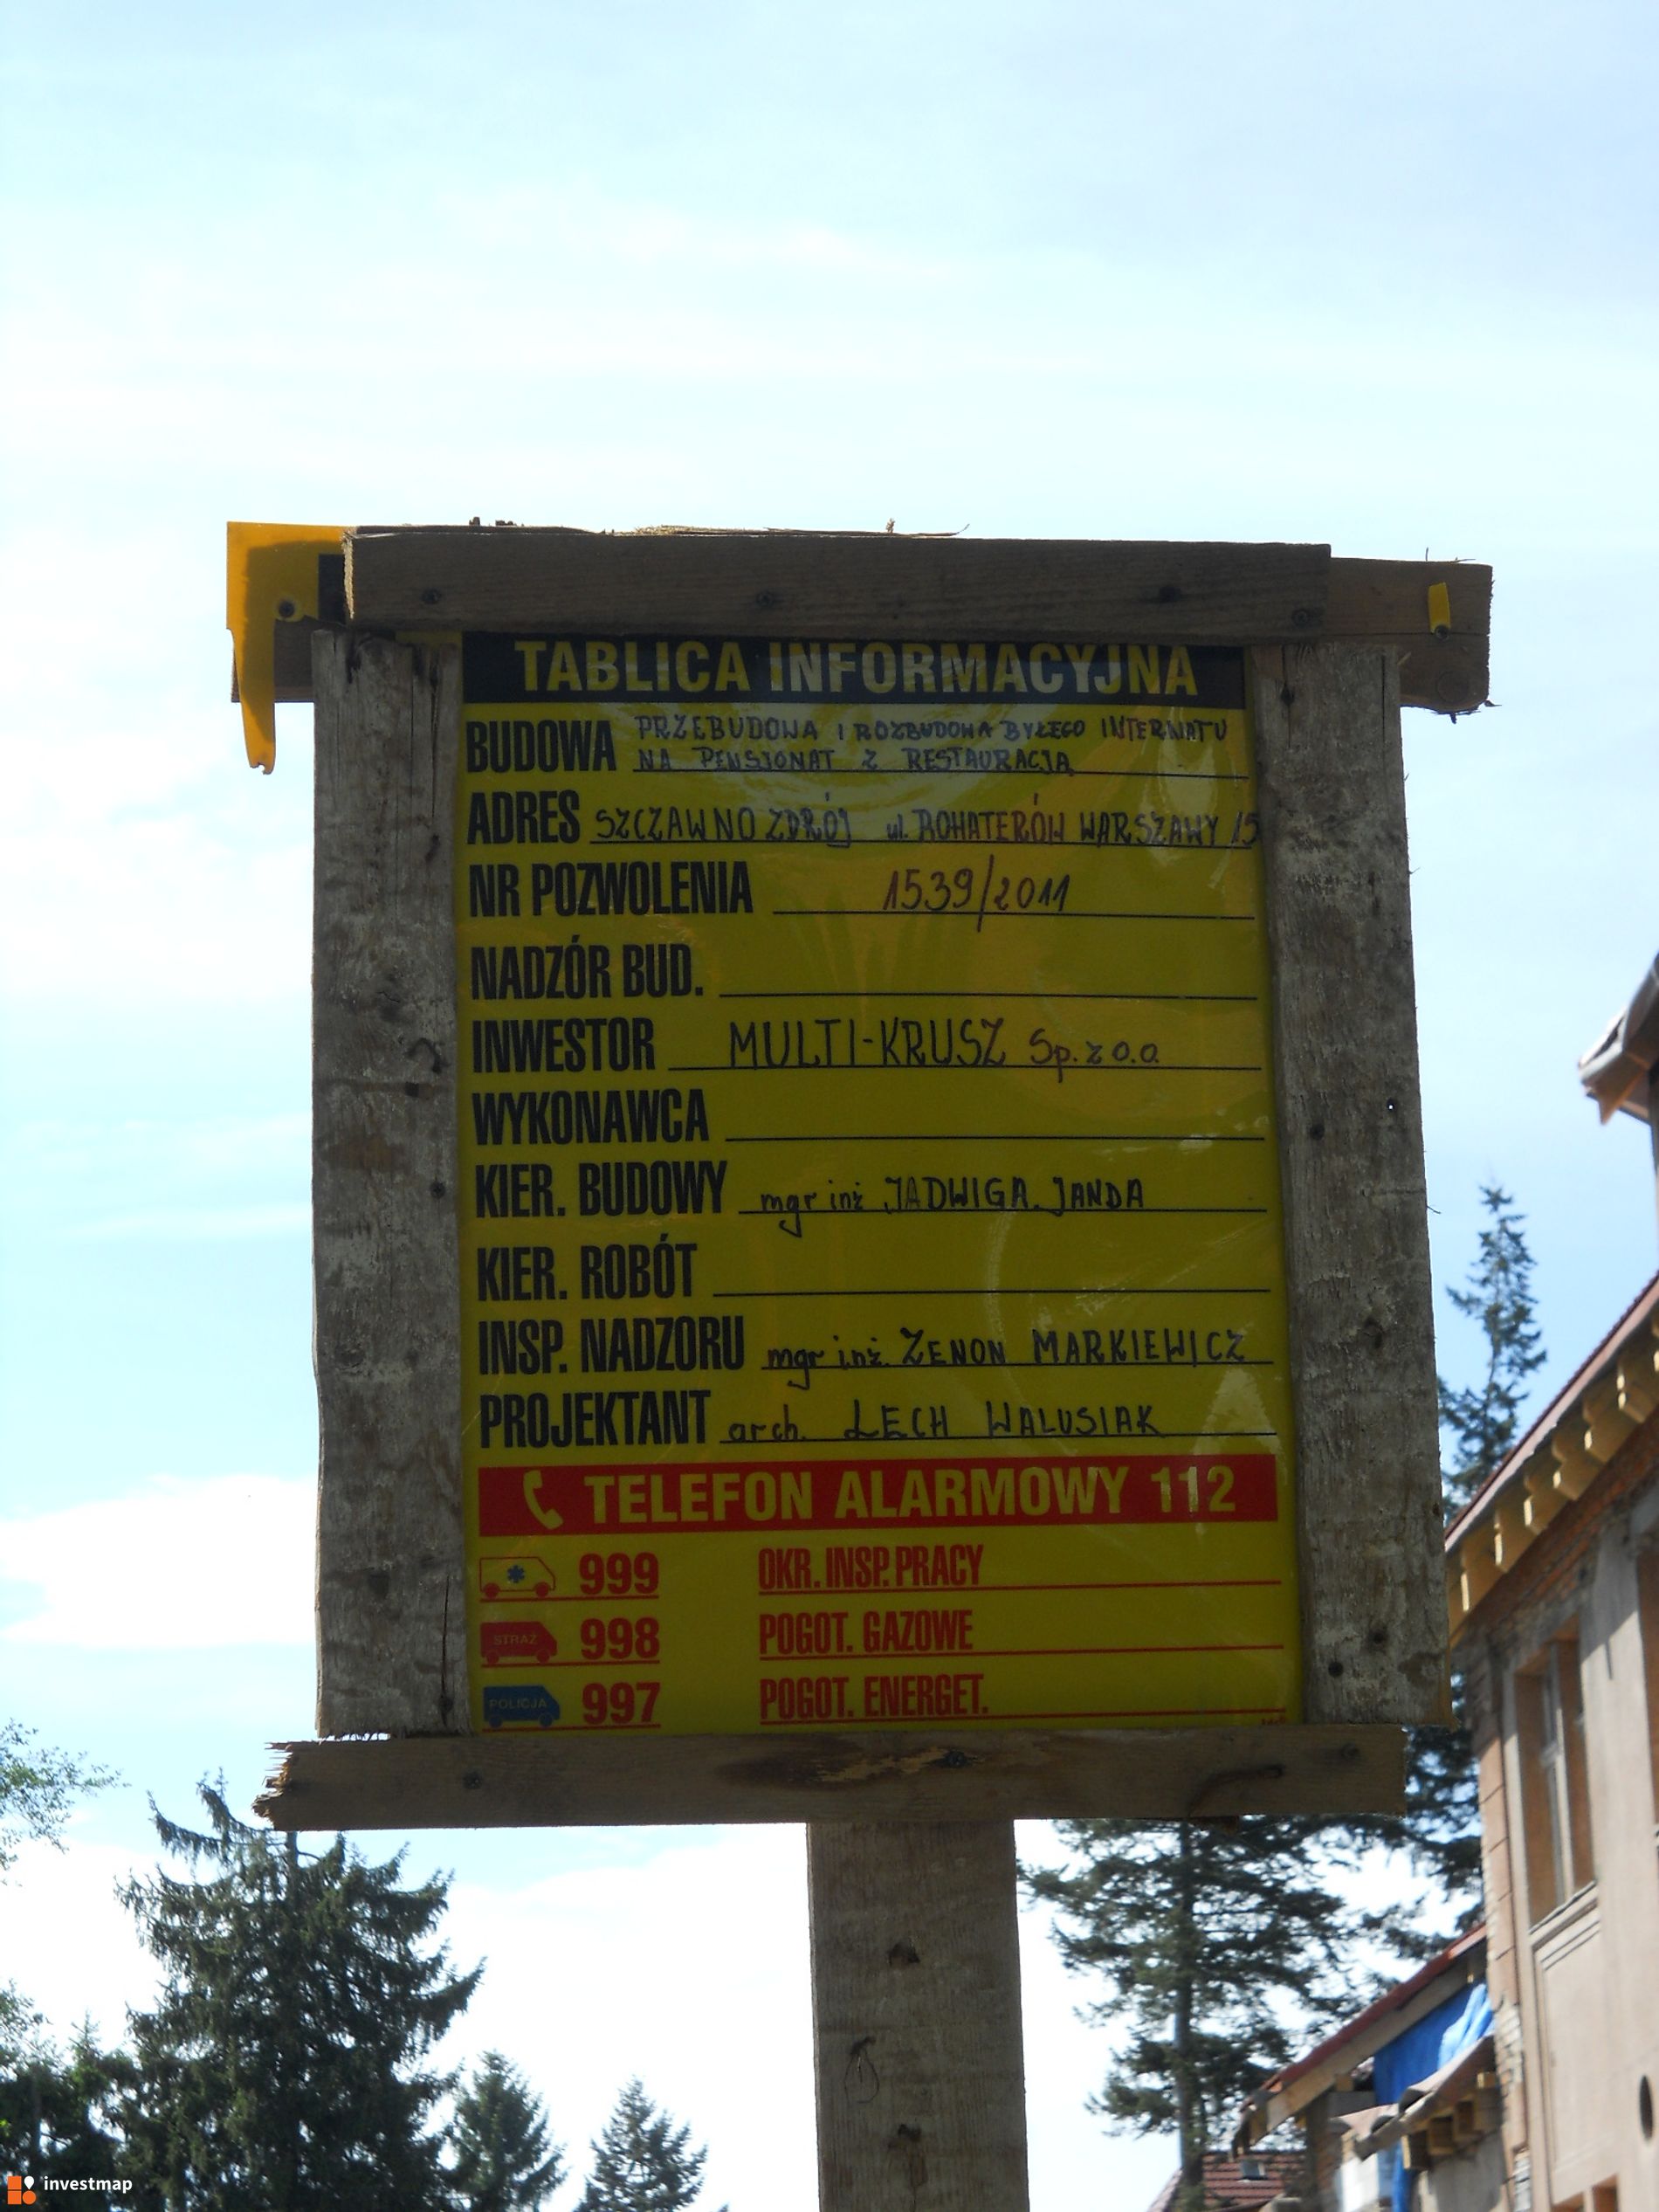 TABLICA INFORMACYJNA
BUDOWA PRZEBUDOWA I ROZBUDOWA BYŁEGO INTERNATU
NA PENSJONAT Z RESTAURACJĄ
ADRES SZCZAWNO ZDRÓJ ul. BOHATERÓW WARSZAWY 15
NR POZWOLENIA 1539/2011
NADZÓR BUD.
INWESTOR MULTI-KRUSZ Sp. z o.o.
WYKONAWCA
KIER. BUDOWY mgr inż JADWIGA JANDA
KIER. ROBÓT
INSP. NADZORU mgr inż. ZENON MARKIEWICZ
PROJEKTANT arch. LECH WALUSIAK
TELEFON ALARMOWY 112
999 OKR. INSP. PRACY
STRAŻ 998 POGOT. GAZOWE
POLICJA 997 POGOT. ENERGET.
investmap